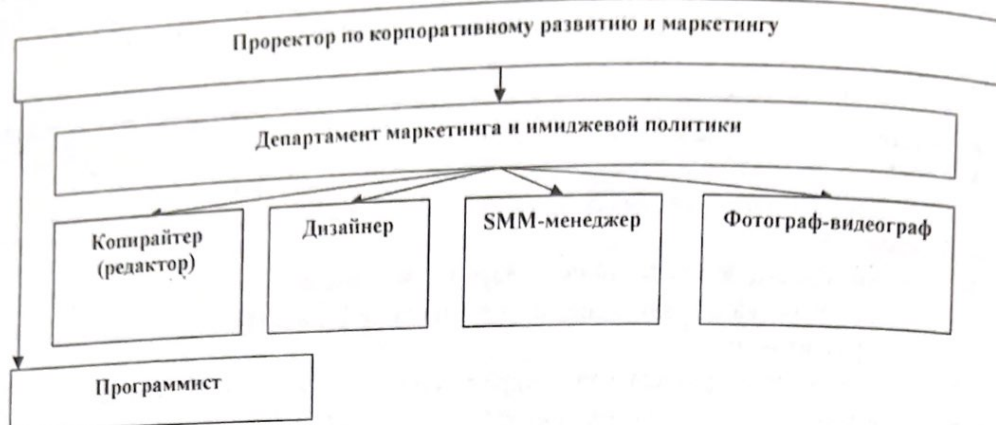 Проректор по корпоративному развитию и маркетингу
Департамент маркетинга и имиджевой политики
Копирайтер
(редактор)
Дизайнер
SMM-менеджер
Фотограф-видеограф
Программист